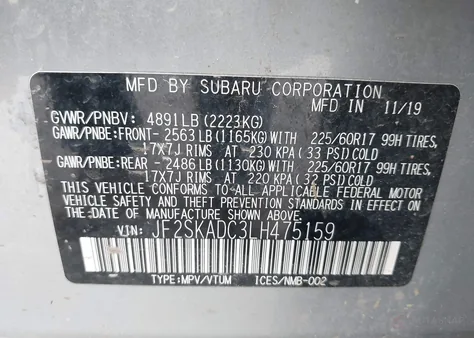 MFD BY SUBARU CORPORATION
GVWR/PNBV: 4891LB (2223KG) MFD IN 11/19
GAWR/PNBE:FRONT- 2563LB (1165KG)WITH 225/60R17 99H TIRES,
17X7J RIMS AT 230 KPA (33 PSI)COLD
GAWR/PNBE:REAR -2486LB (1130KG)WITH 225/60R17 99H TIRES,
17X7J RIMS AT 220 KPA (32 PSI)COLD
THIS VEHICLE CONFORMS TO ALL APPLICABLE FEDERAL MOTOR
VEHICLE SAFETY, BUMPER, AND THEFT PREVENTION STANDARDS
IN EFFECT ON THE DATE OF MANUFACTURE SHOWN ABOVE.
VIN: JF2SKADC3LH475159
TYPE:MPV/VTUM ICES/NMB-002